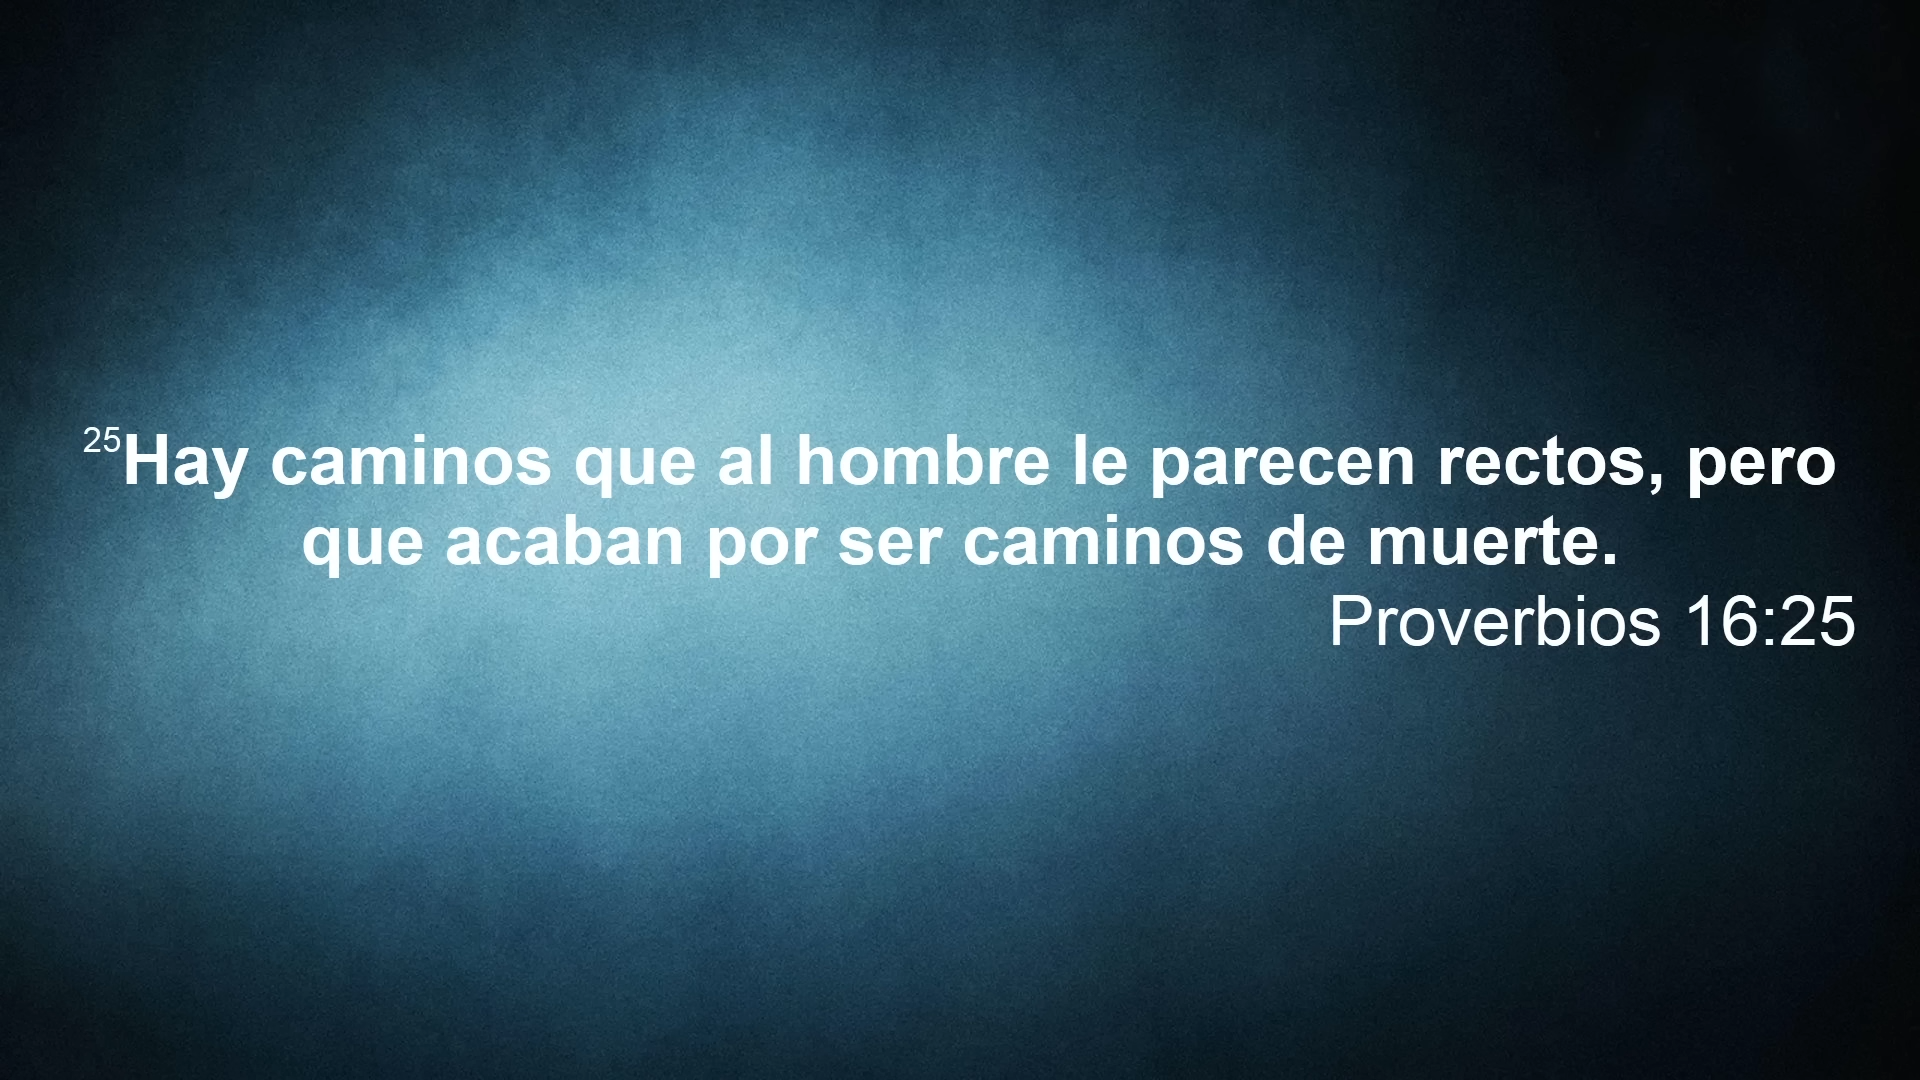 25Hay caminos que al hombre le parecen rectos, pero
que acaban por ser caminos de muerte.
Proverbios 16:25